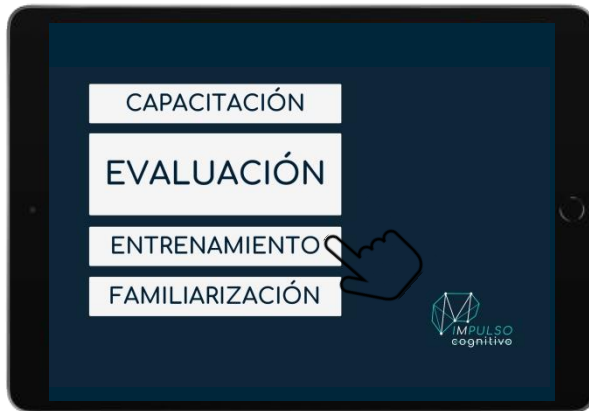 CAPACITACIÓN
EVALUACIÓN
ENTRENAMIENTO
FAMILIARIZACIÓN
IMPULSO
cognitivo